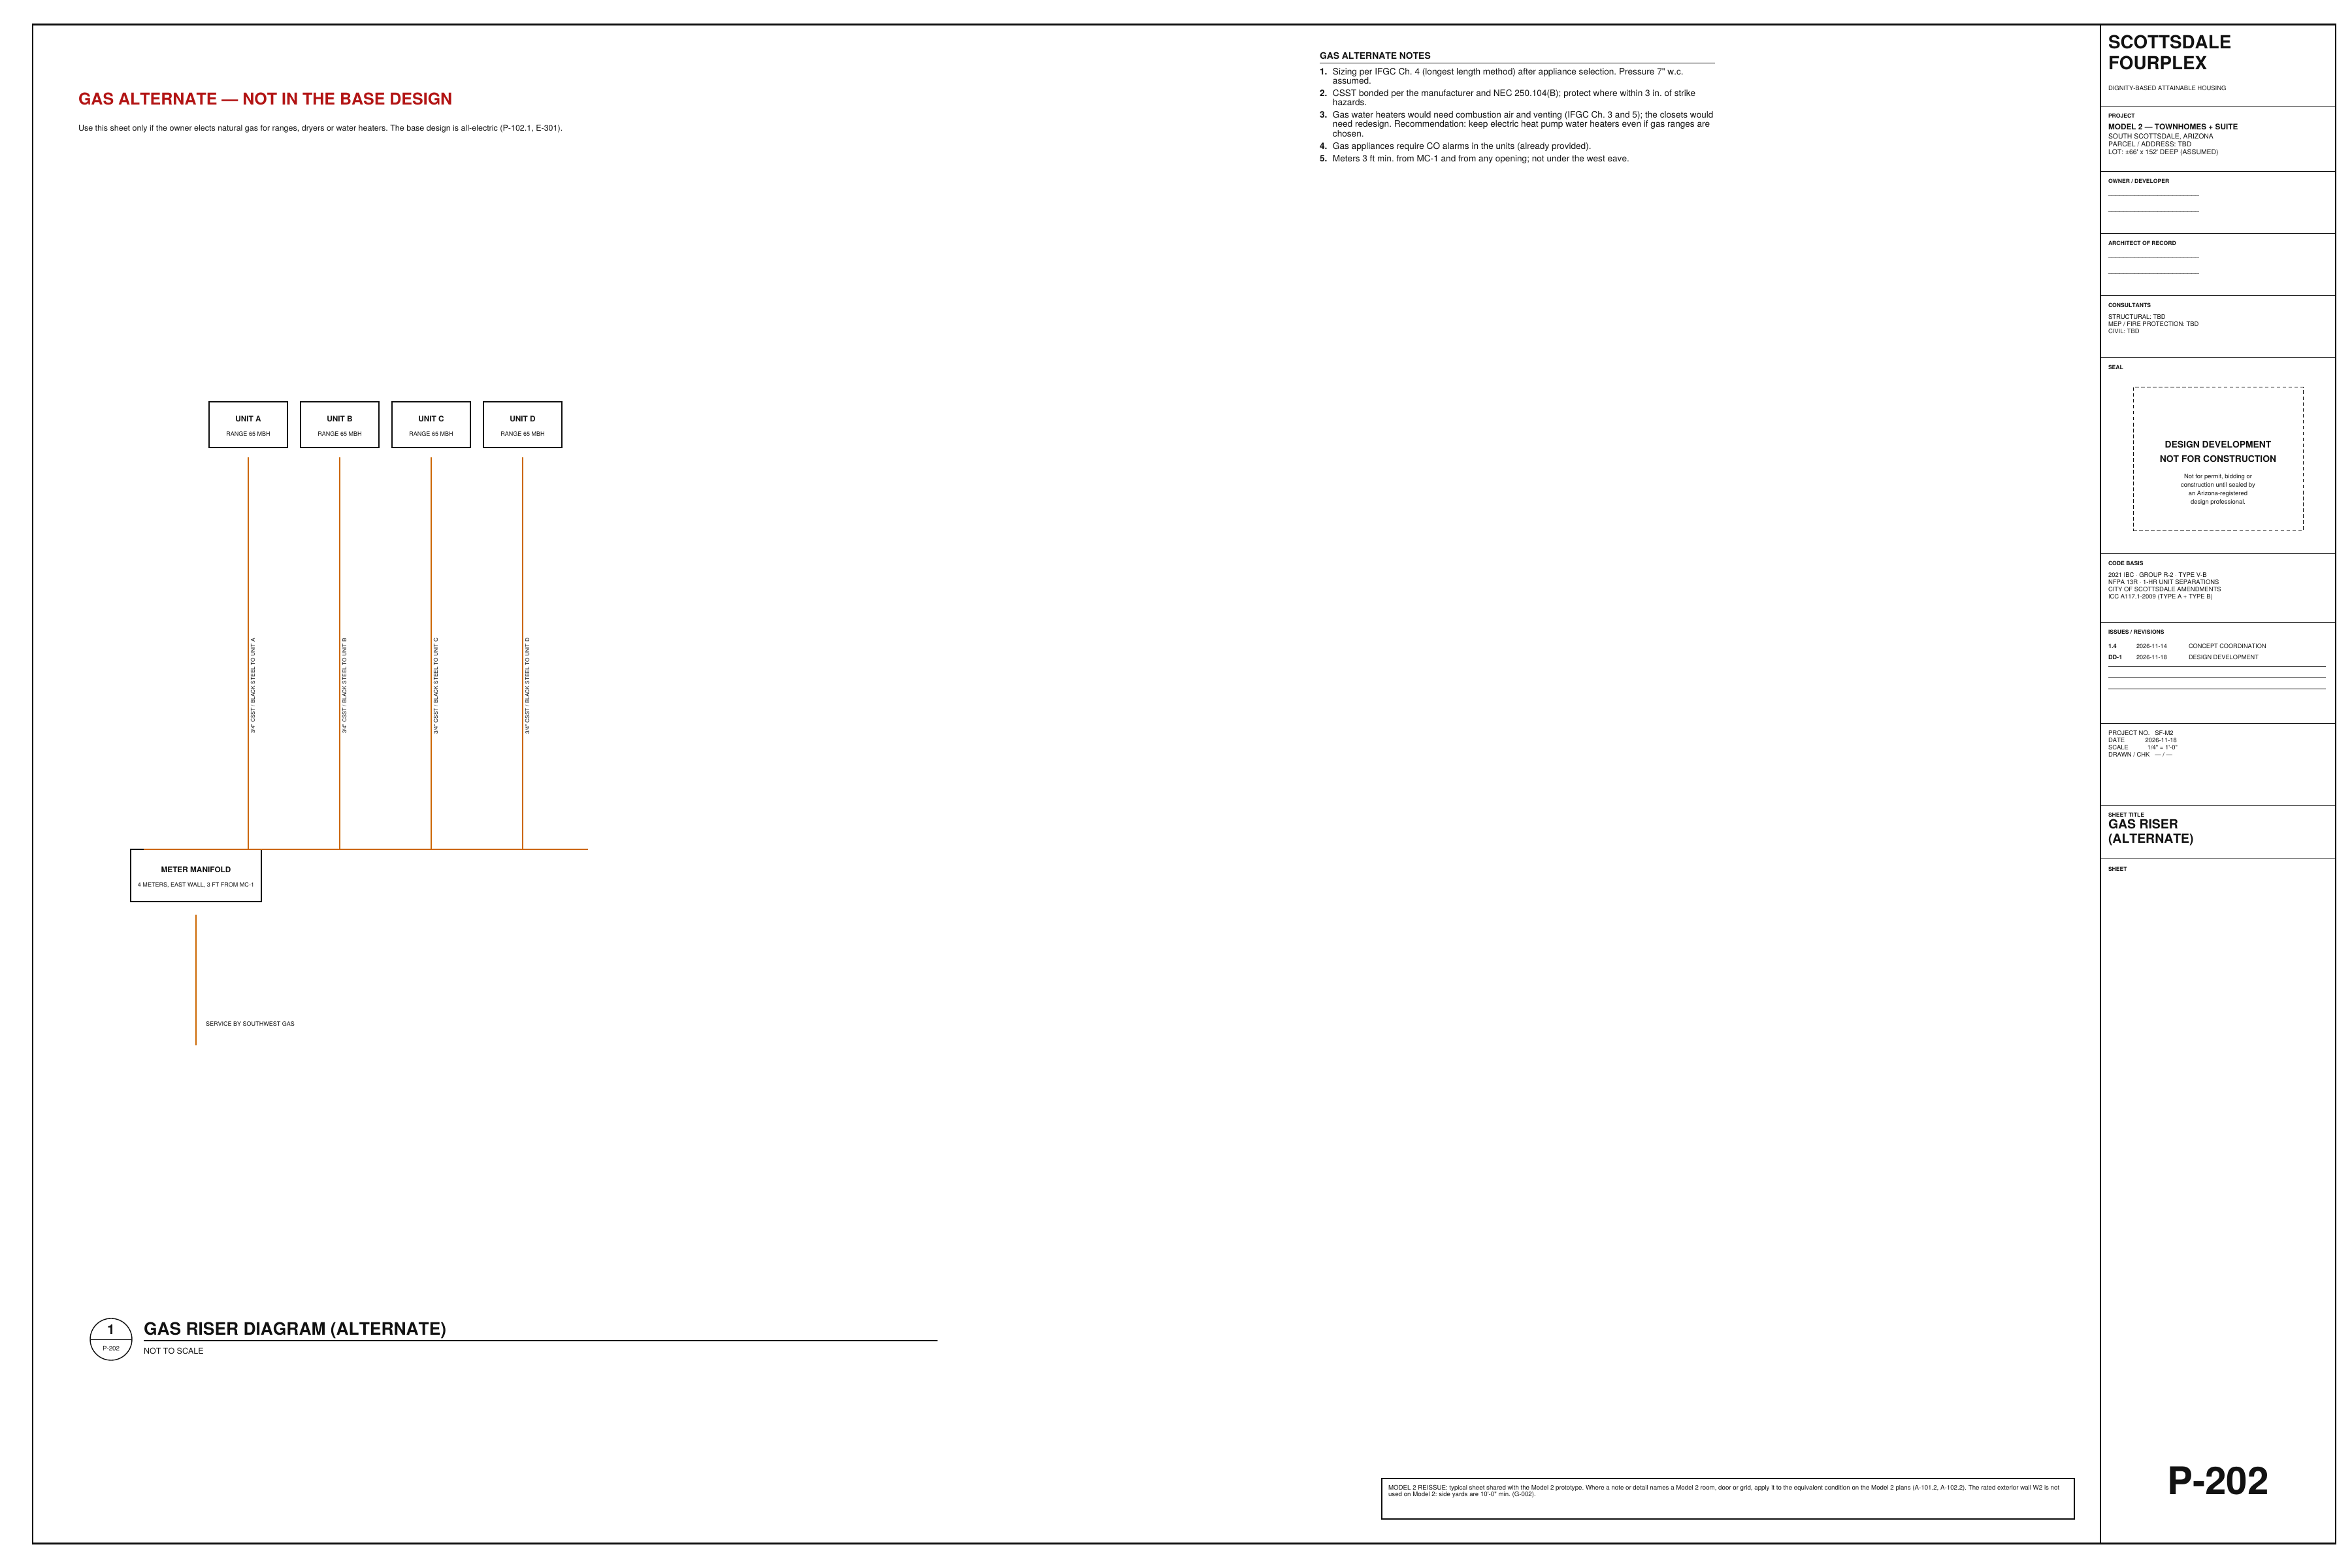 GAS ALTERNATE — NOT IN THE BASE DESIGN
Use this sheet only if the owner elects natural gas for ranges, dryers or water heaters. The base design is all-electric (P-102.1, E-301).
GAS ALTERNATE NOTES
1. Sizing per IFGC Ch. 4 (longest length method) after appliance selection. Pressure 7" w.c.
assumed.
2. CSST bonded per the manufacturer and NEC 250.104(B); protect where within 3 in. of strike
hazards.
3. Gas water heaters would need combustion air and venting (IFGC Ch. 3 and 5); the closets would
need redesign. Recommendation: keep electric heat pump water heaters even if gas ranges are
chosen.
4. Gas appliances require CO alarms in the units (already provided).
5. Meters 3 ft min. from MC-1 and from any opening; not under the west eave.
UNIT A
RANGE 65 MBH
UNIT B
RANGE 65 MBH
UNIT C
RANGE 65 MBH
UNIT D
RANGE 65 MBH
3/4" CSST / BLACK STEEL TO UNIT A
3/4" CSST / BLACK STEEL TO UNIT B
3/4" CSST / BLACK STEEL TO UNIT C
3/4" CSST / BLACK STEEL TO UNIT D
METER MANIFOLD
4 METERS, EAST WALL, 3 FT FROM MC-1
SERVICE BY SOUTHWEST GAS
1
P-202
GAS RISER DIAGRAM (ALTERNATE)
NOT TO SCALE
MODEL 2 REISSUE: typical sheet shared with the Model 2 prototype. Where a note or detail names a Model 2 room, door or grid, apply it to the equivalent condition on the Model 2 plans (A-101.2, A-102.2). The rated exterior wall W2 is not
used on Model 2: side yards are 10'-0" min. (G-002).
SCOTTSDALE
FOURPLEX
DIGNITY-BASED ATTAINABLE HOUSING
PROJECT
MODEL 2 — TOWNHOMES + SUITE
SOUTH SCOTTSDALE, ARIZONA
PARCEL / ADDRESS: TBD
LOT: ±66' x 152' DEEP (ASSUMED)
OWNER / DEVELOPER
ARCHITECT OF RECORD
CONSULTANTS
STRUCTURAL: TBD
MEP / FIRE PROTECTION: TBD
CIVIL: TBD
SEAL
DESIGN DEVELOPMENT
NOT FOR CONSTRUCTION
Not for permit, bidding or
construction until sealed by
an Arizona-registered
design professional.
CODE BASIS
2021 IBC · GROUP R-2 · TYPE V-B
NFPA 13R · 1-HR UNIT SEPARATIONS
CITY OF SCOTTSDALE AMENDMENTS
ICC A117.1-2009 (TYPE A + TYPE B)
ISSUES / REVISIONS
1.4 2026-11-14 CONCEPT COORDINATION
DD-1 2026-11-18 DESIGN DEVELOPMENT
PROJECT NO. SF-M2
DATE 2026-11-18
SCALE 1/4" = 1'-0"
DRAWN / CHK — / —
SHEET TITLE
GAS RISER
(ALTERNATE)
SHEET
P-202